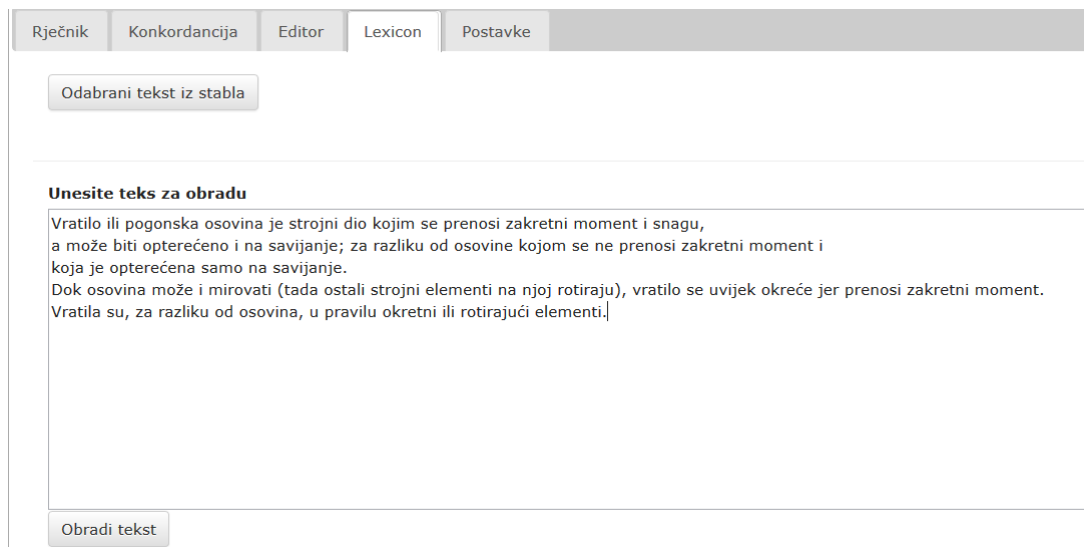 Rječnik Konkordancija Editor Lexicon Postavke
Odabrani tekst iz stabla
Unesite teks za obradu
Vratilo ili pogonska osovina je strojni dio kojim se prenosi zakretni moment i snagu,
a može biti opterećeno i na savijanje; za razliku od osovine kojom se ne prenosi zakretni moment i
koja je opterećena samo na savijanje.
Dok osovina može i mirovati (tada ostali strojni elementi na njoj rotiraju), vratilo se uvijek okreće jer prenosi zakretni moment.
Vratila su, za razliku od osovina, u pravilu okretni ili rotirajući elementi.
Obradi tekst